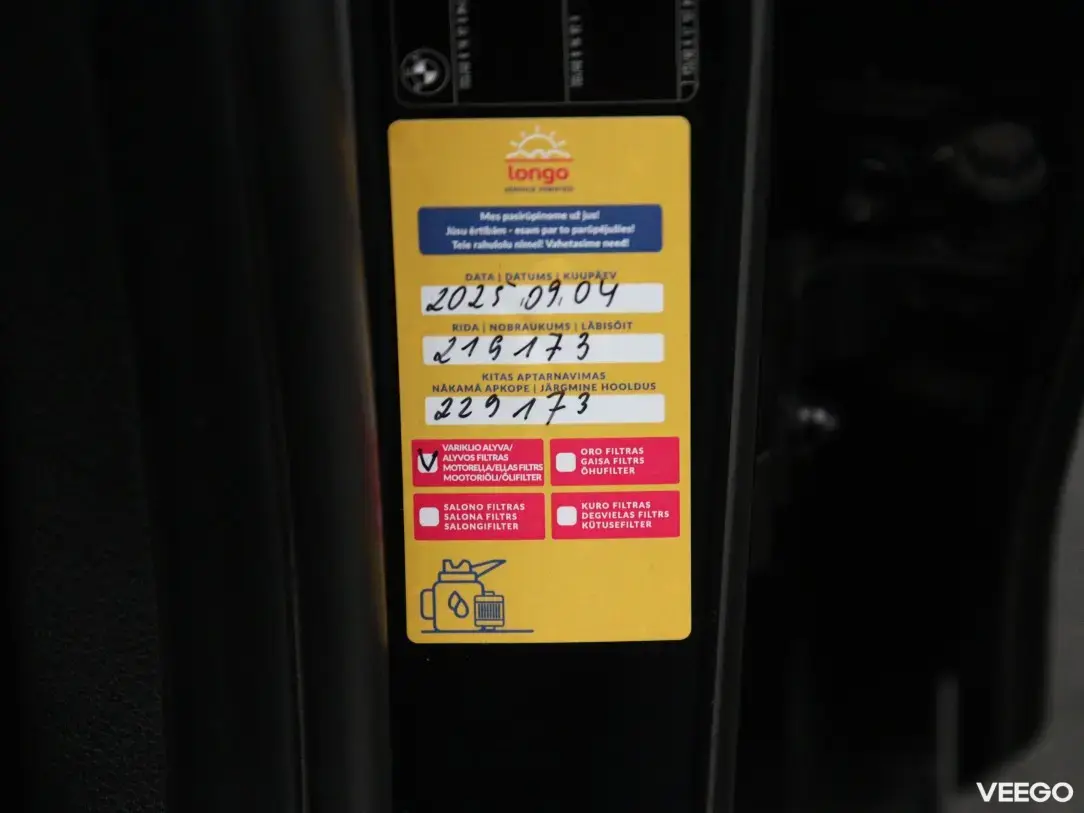 longo
Mes pasirūpinome už jus!
Jūsu ērtībām - esam par to parūpējušies!
Teie rahulolu nimel! Vahetasime need!
DATA | DATUMS | KUUPÄEV
2025.09.04
RIDA | NOBRAUKUMS | LÄBISÕIT
219173
KITAS APTARNAVIMAS
NĀKAMĀ APKOPE | JÄRGMINE HOOLDUS
229173
V
VARIKLIO ALYVA/
ALYVOS FILTRAS
MOTOREĻĻA/EĻĻAS FILTRS
MOOTORIÕLI/ÕLIFILTER
ORO FILTRAS
GAISA FILTRS
ÕHUFILTER
SALONO FILTRAS
SALONA FILTRS
SALONGIFILTER
KURO FILTRAS
DEGVIELAS FILTRS
KÜTUSEFILTER
VEEGO